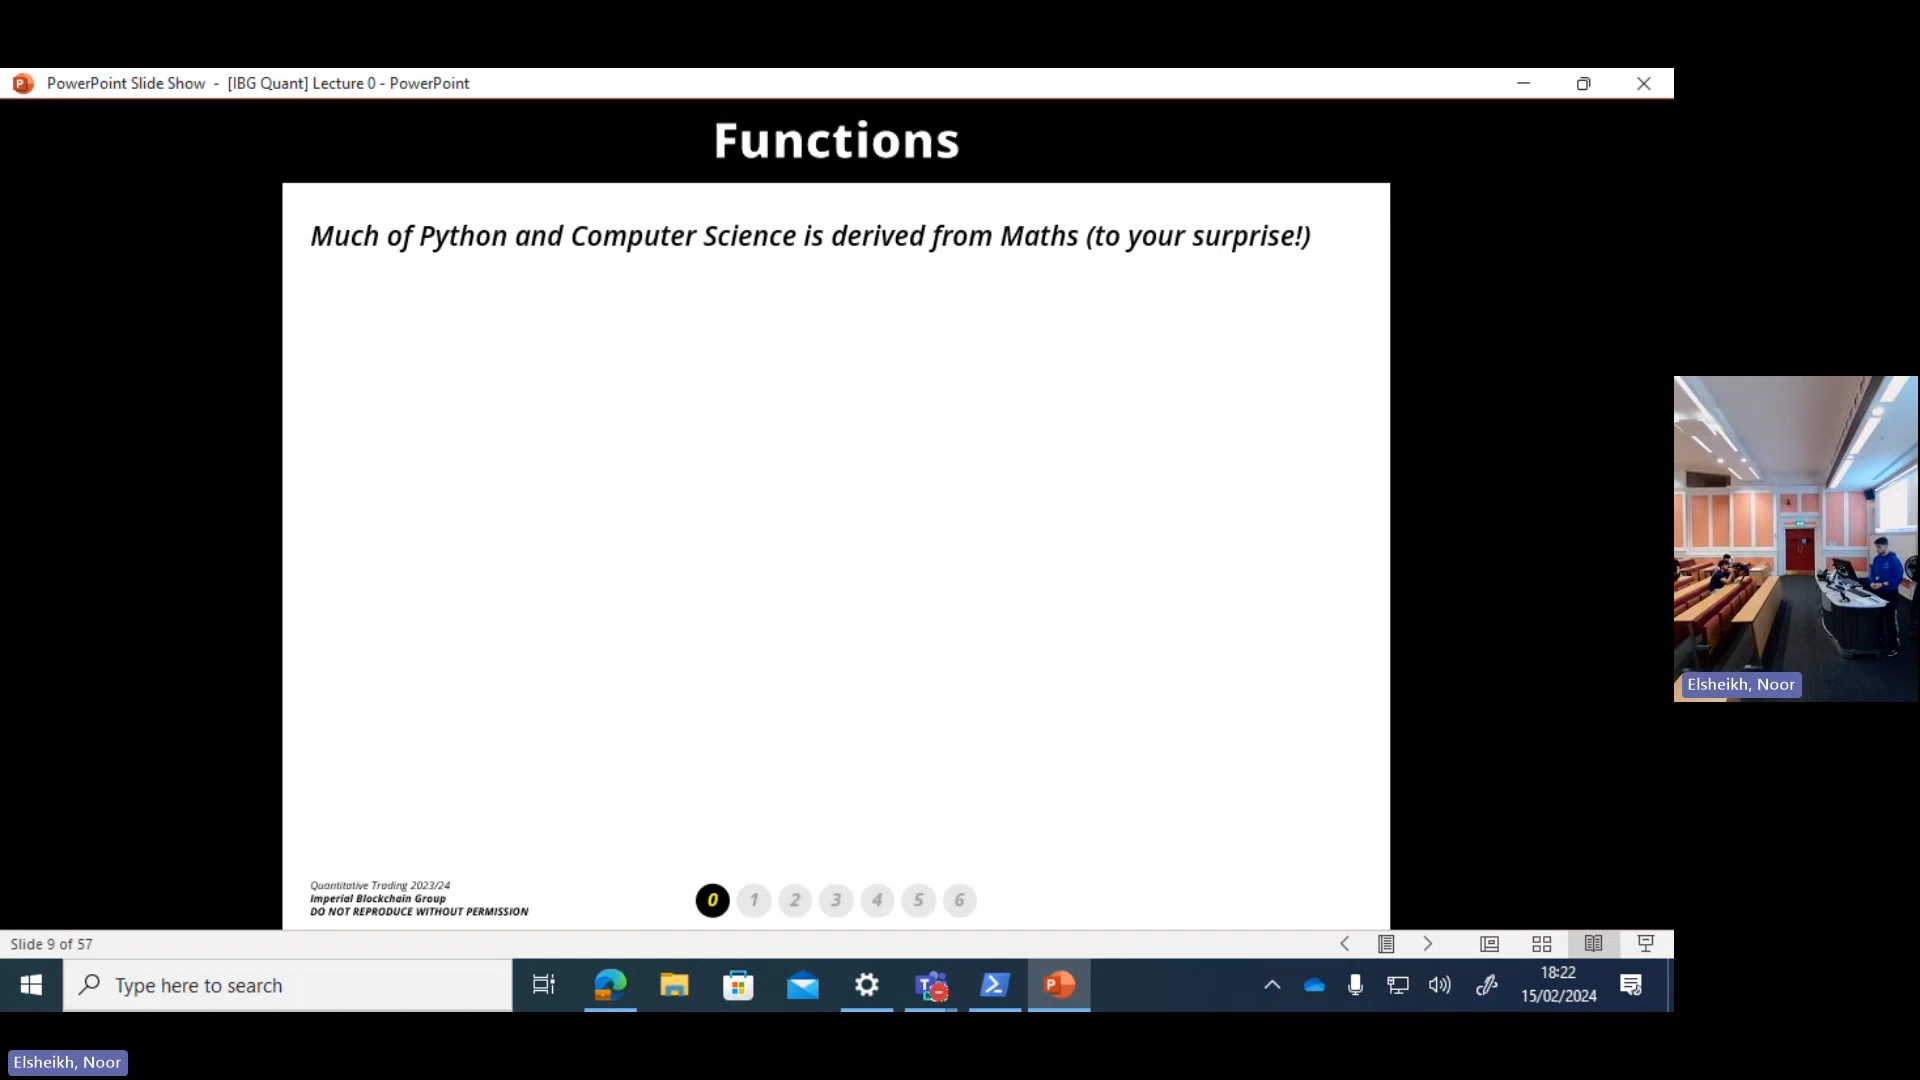 PowerPoint Slide Show - [IBG Quant] Lecture 0 - PowerPoint
Functions
Much of Python and Computer Science is derived from Maths (to your surprise!)
Quantitative Trading 2023/24
Imperial Blockchain Group
DO NOT REPRODUCE WITHOUT PERMISSION
0 1 2 3 4 5 6
Elsheikh, Noor
Slide 9 of 57
Type here to search
18:22
15/02/2024
Elsheikh, Noor